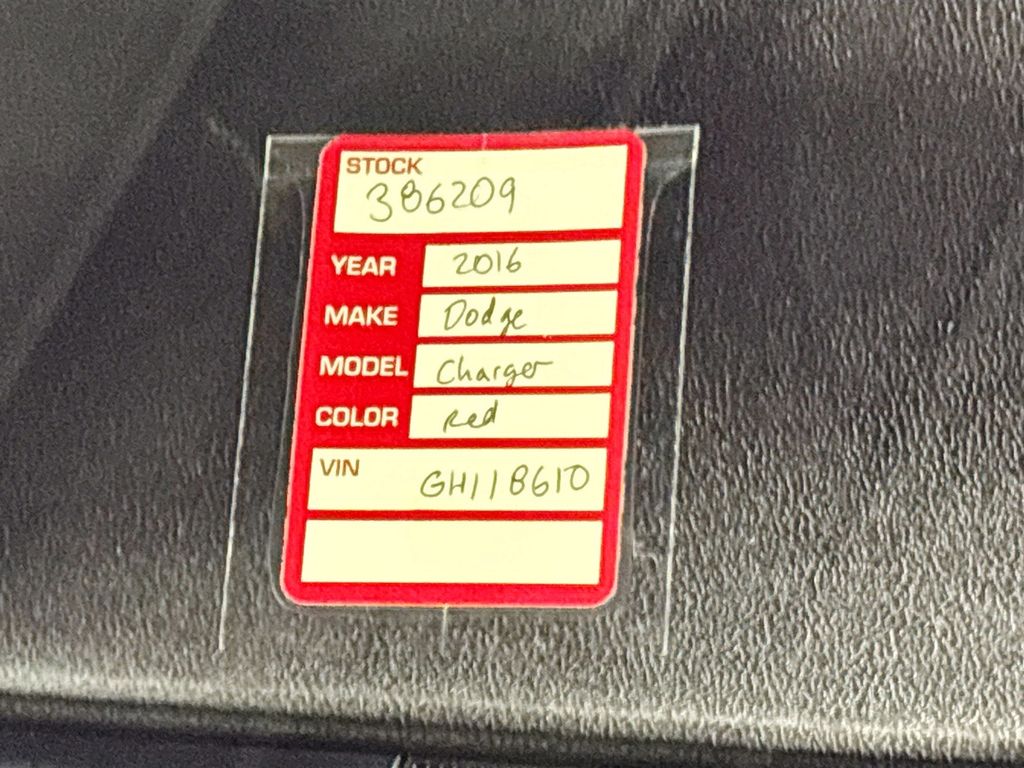 STOCK
386209
YEAR 2016
MAKE Dodge
MODEL Charger
COLOR Red
VIN GH118610